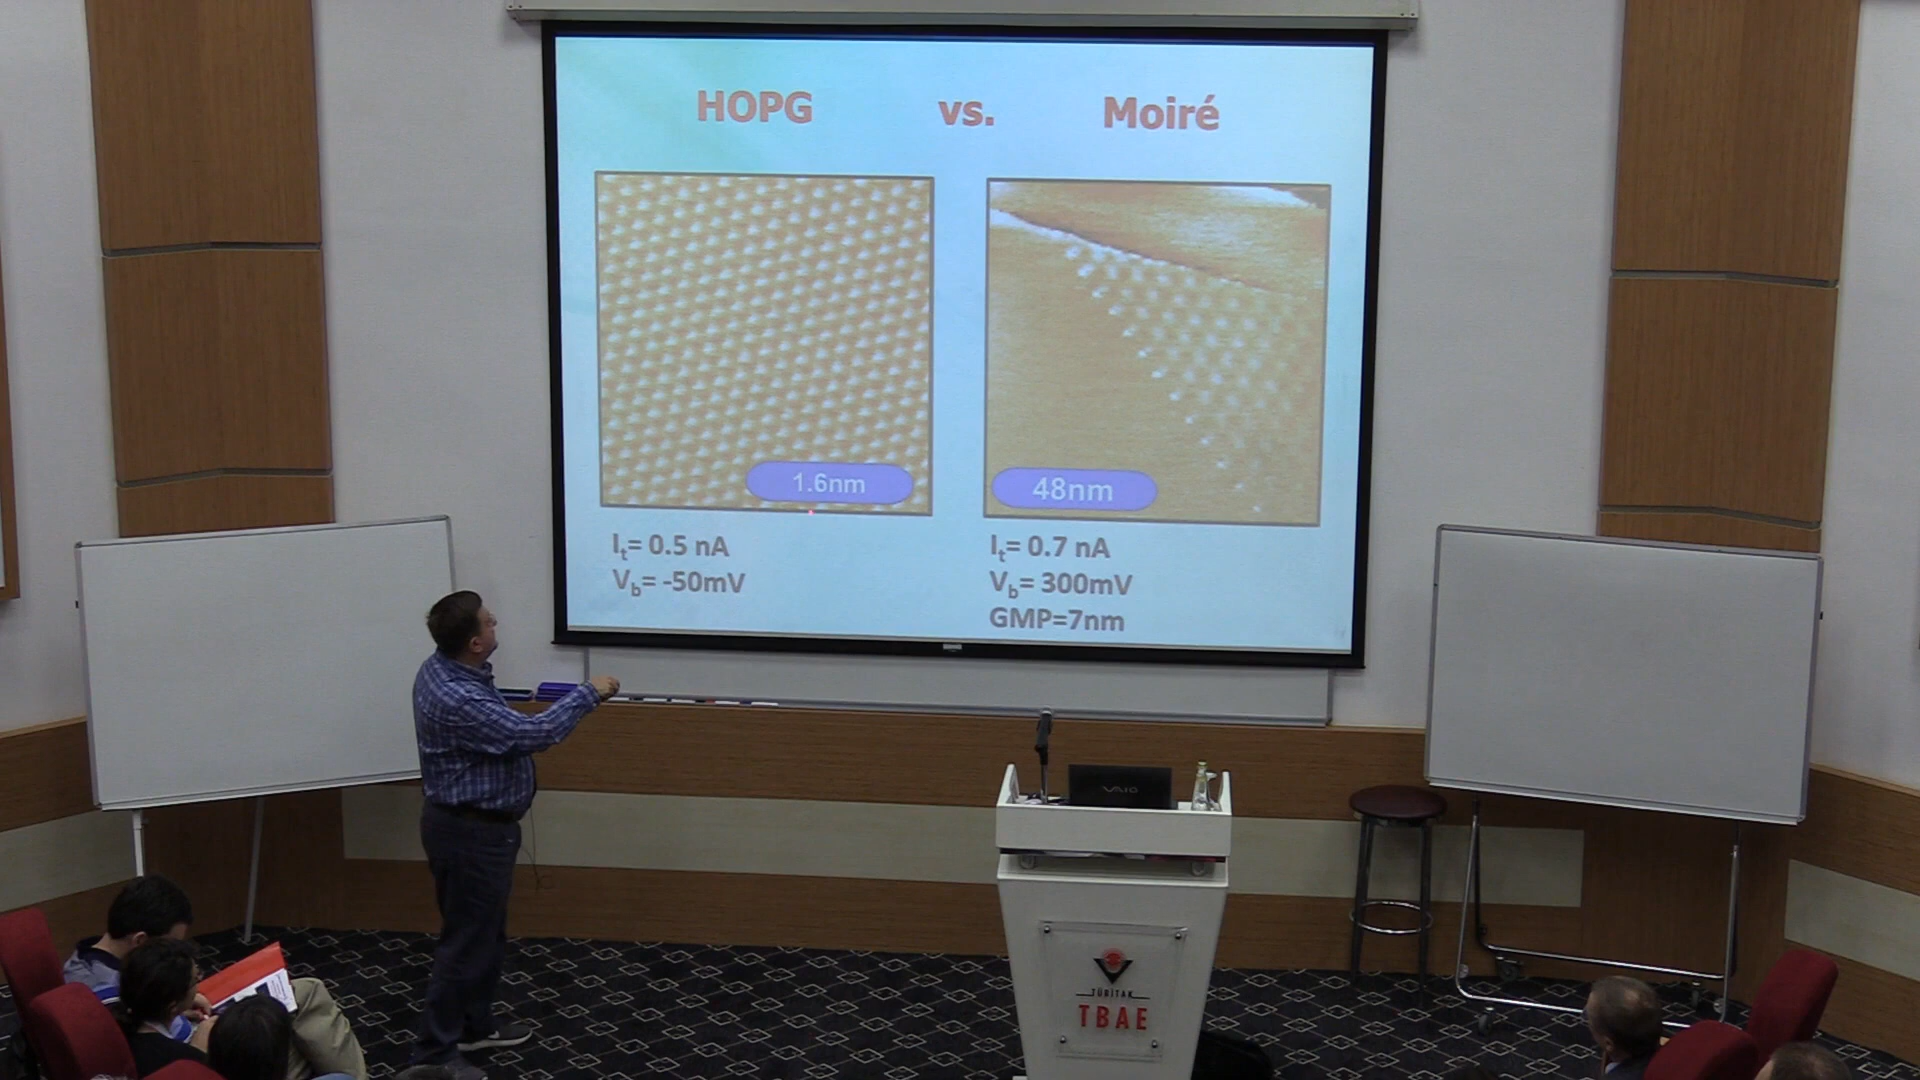 HOPG vs. Moiré
1.6nm
48nm
It= 0.5 nA
Vb= -50mV
It= 0.7 nA
Vb= 300mV
GMP=7nm
VAIO
TÜBİTAK
TBAE